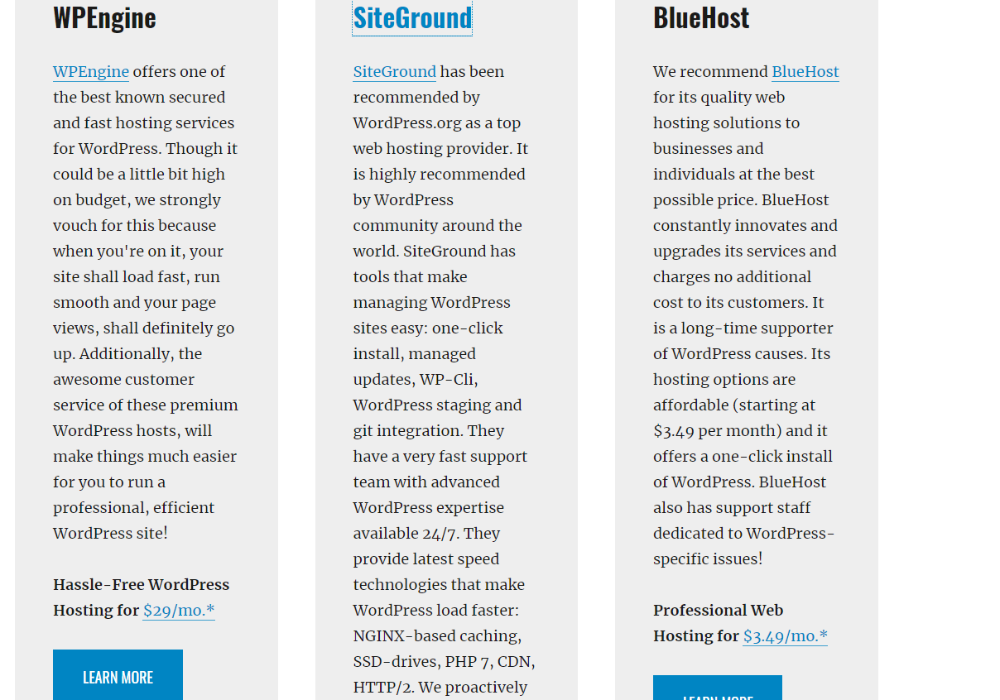 WPEngine
WPEngine offers one of
the best known secured
and fast hosting services
for WordPress. Though it
could be a little bit high
on budget, we strongly
vouch for this because
when you're on it, your
site shall load fast, run
smooth and your page
views, shall definitely go
up. Additionally, the
awesome customer
service of these premium
WordPress hosts, will
make things much easier
for you to run a
professional, efficient
WordPress site!
Hassle-Free WordPress
Hosting for $29/mo.*
LEARN MORE
SiteGround
SiteGround has been
recommended by
WordPress.org as a top
web hosting provider. It
is highly recommended
by WordPress
community around the
world. SiteGround has
tools that make
managing WordPress
sites easy: one-click
install, managed
updates, WP-Cli,
WordPress staging and
git integration. They
have a very fast support
team with advanced
WordPress expertise
available 24/7. They
provide latest speed
technologies that make
WordPress load faster:
NGINX-based caching,
SSD-drives, PHP 7, CDN,
HTTP/2. We proactively
BlueHost
We recommend BlueHost
for its quality web
hosting solutions to
businesses and
individuals at the best
possible price. BlueHost
constantly innovates and
upgrades its services and
charges no additional
cost to its customers. It
is a long-time supporter
of WordPress causes. Its
hosting options are
affordable (starting at
$3.49 per month) and it
offers a one-click install
of WordPress. BlueHost
also has support staff
dedicated to WordPress-
specific issues!
Professional Web
Hosting for $3.49/mo.*
LEARN MORE